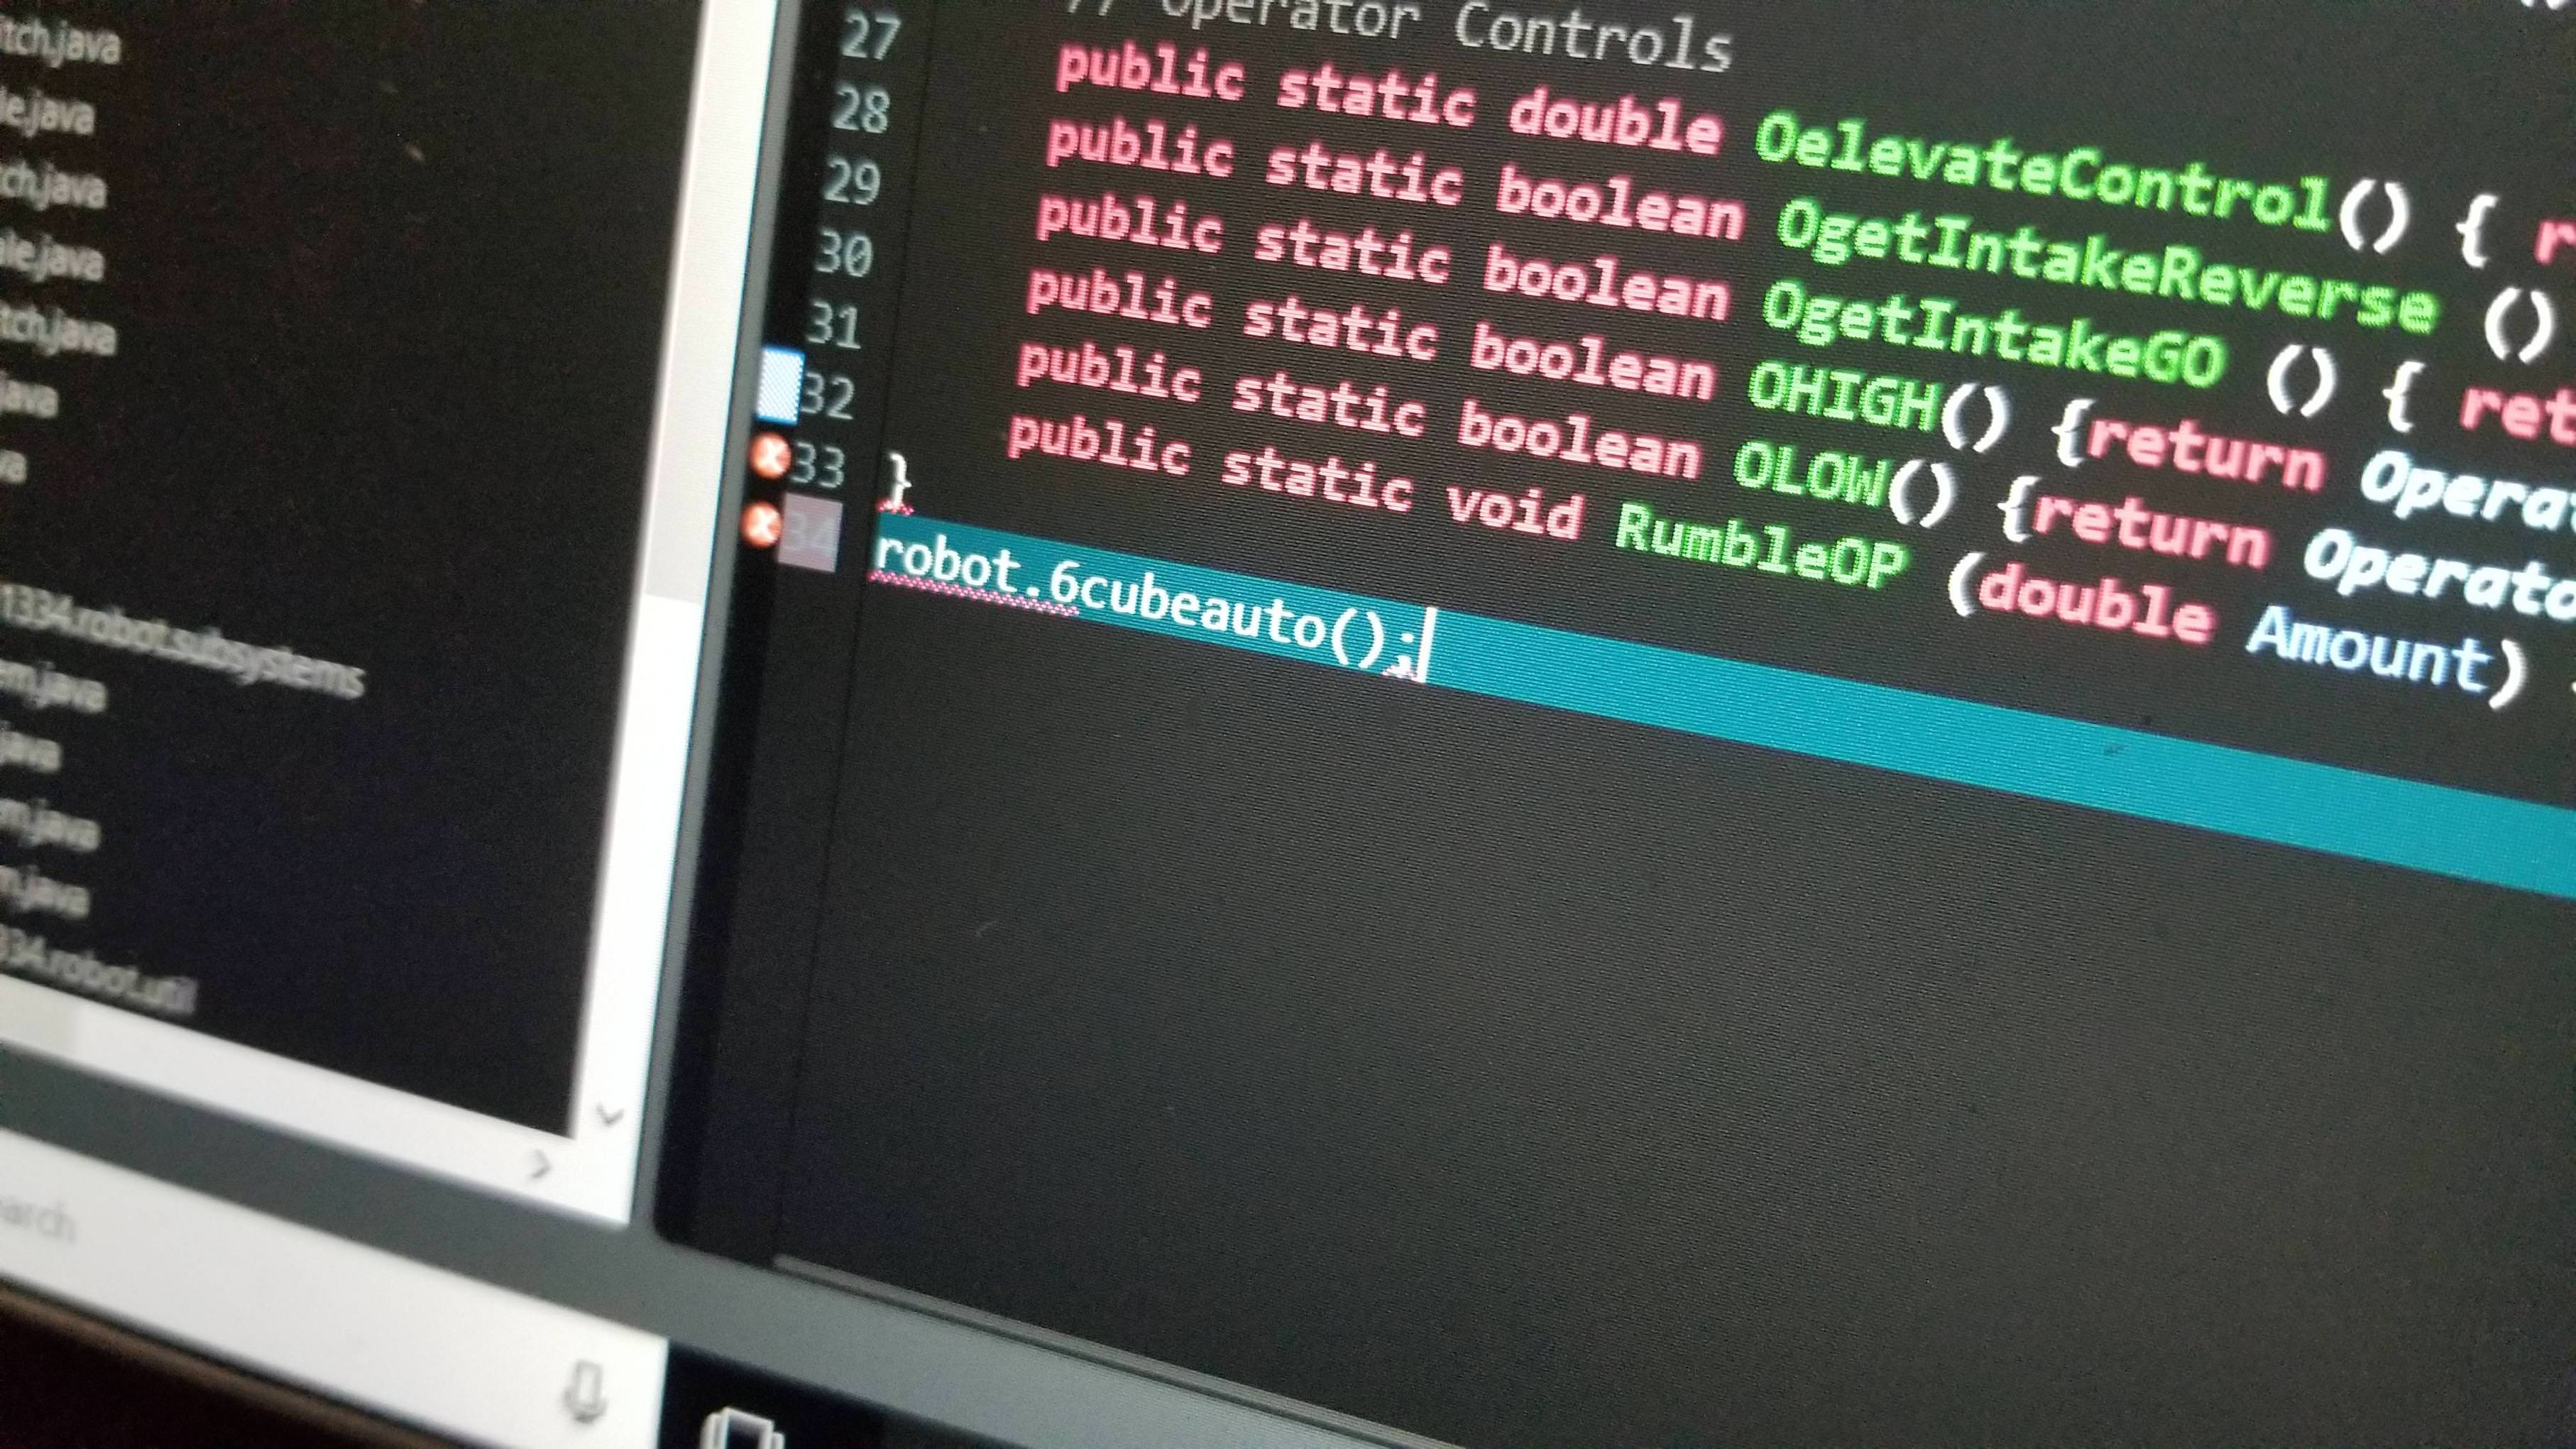 itch.java
le.java
tch.java
ale.java
itch.java
java
va
1334.robot.subsystems
em.java
java
em.java
n.java
334.robot.util
earch
27 // Operator Controls
28 public static double OelevateControl() { r
29 public static boolean OgetIntakeReverse ()
30 public static boolean OgetIntakeGO () { ret
31 public static boolean OHIGH() {return Opera
32 public static boolean OLOW() {return Operato
public static void RumbleOP (double Amount)
33 }
34 robot.6cubeauto();